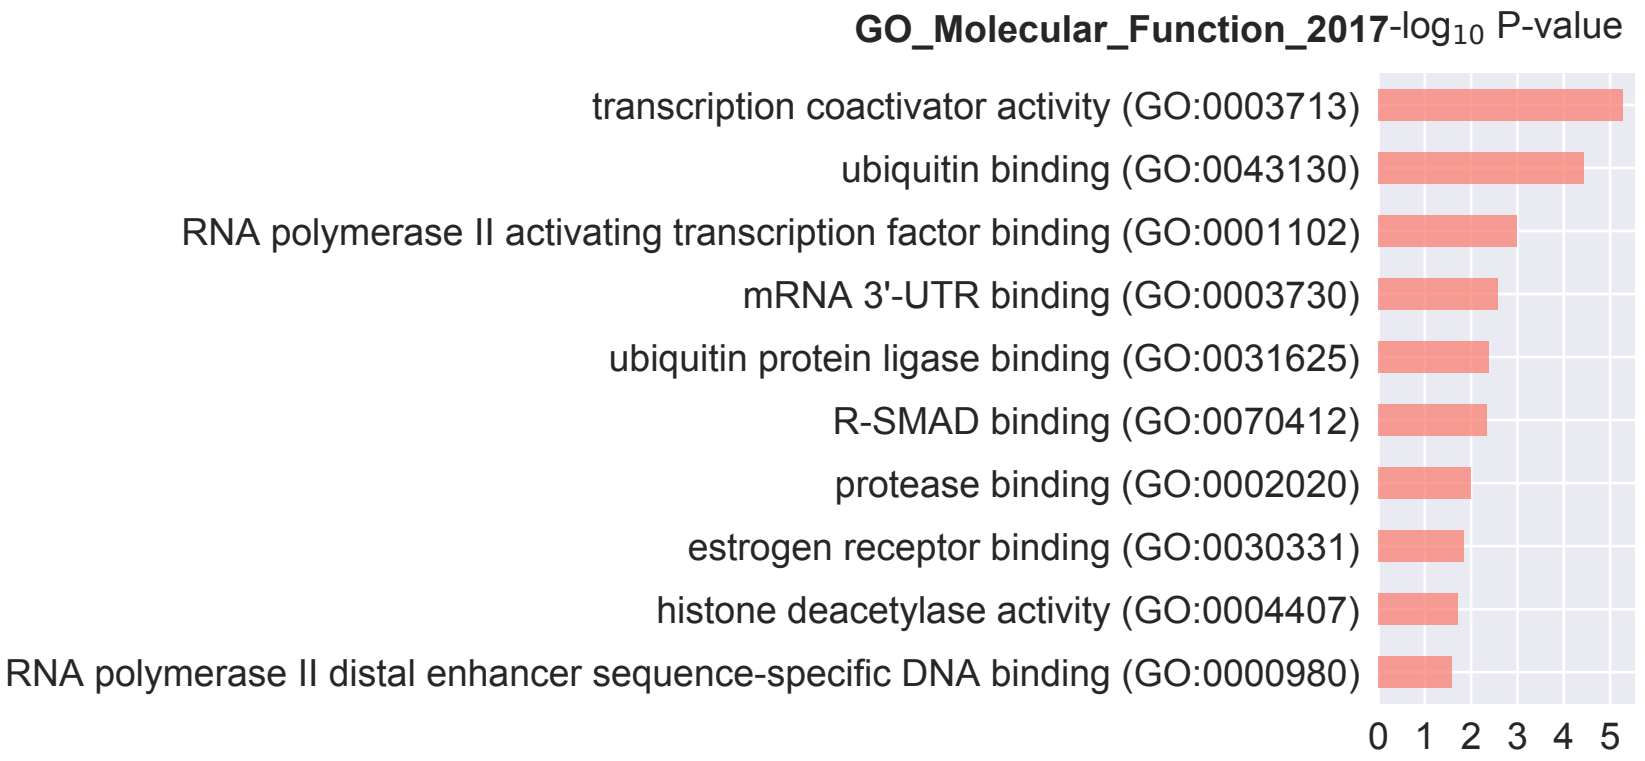 GO_Molecular_Function_2017 -log₁₀ P-value
transcription coactivator activity (GO:0003713)
ubiquitin binding (GO:0043130)
RNA polymerase II activating transcription factor binding (GO:0001102)
mRNA 3'-UTR binding (GO:0003730)
ubiquitin protein ligase binding (GO:0031625)
R-SMAD binding (GO:0070412)
protease binding (GO:0002020)
estrogen receptor binding (GO:0030331)
histone deacetylase activity (GO:0004407)
RNA polymerase II distal enhancer sequence-specific DNA binding (GO:0000980)
0 1 2 3 4 5